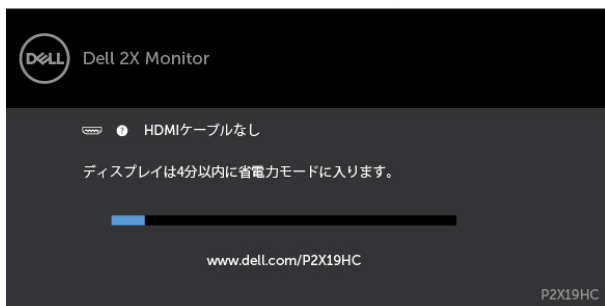 DELL
Dell 2X Monitor
? HDMIケーブルなし
ディスプレイは4分以内に省電力モードに入ります。
www.dell.com/P2X19HC
P2X19HC